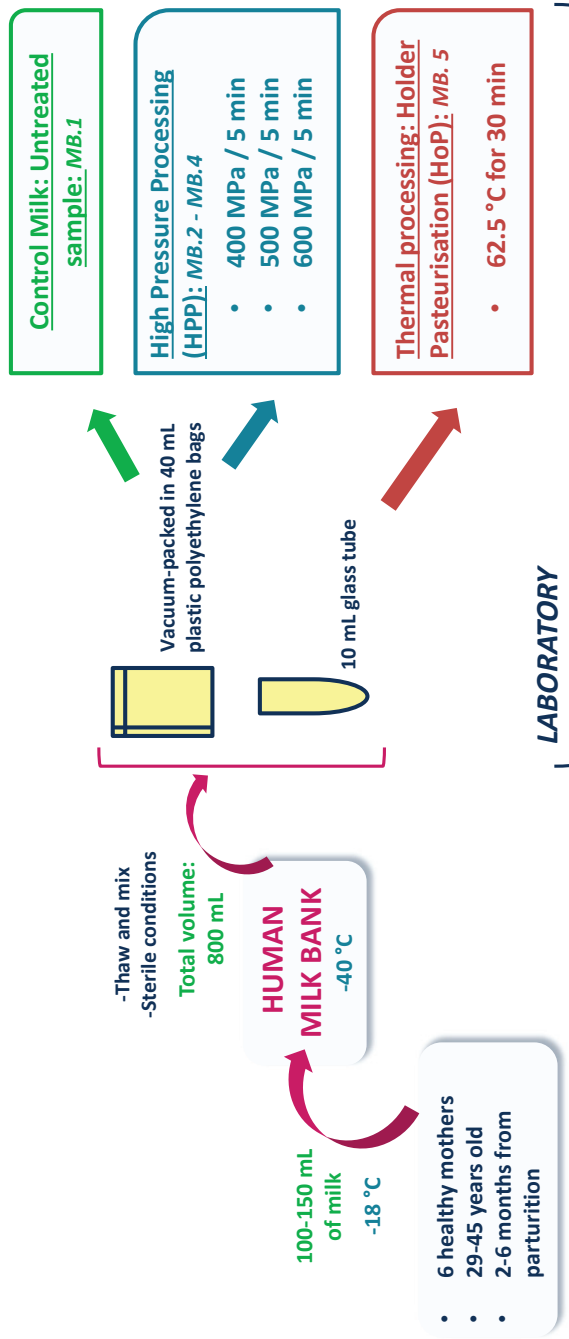 • 6 healthy mothers
• 29-45 years old
• 2-6 months from
parturition
100-150 mL
of milk
-18 °C
HUMAN
MILK BANK
-40 °C
-Thaw and mix
-Sterile conditions
Total volume:
800 mL
Vacuum-packed in 40 mL
plastic polyethylene bags
10 mL glass tube
Control Milk: Untreated
sample: MB.1
High Pressure Processing
(HPP): MB.2 - MB.4
• 400 MPa / 5 min
• 500 MPa / 5 min
• 600 MPa / 5 min
Thermal processing: Holder
Pasteurisation (HoP): MB. 5
• 62.5 °C for 30 min
LABORATORY